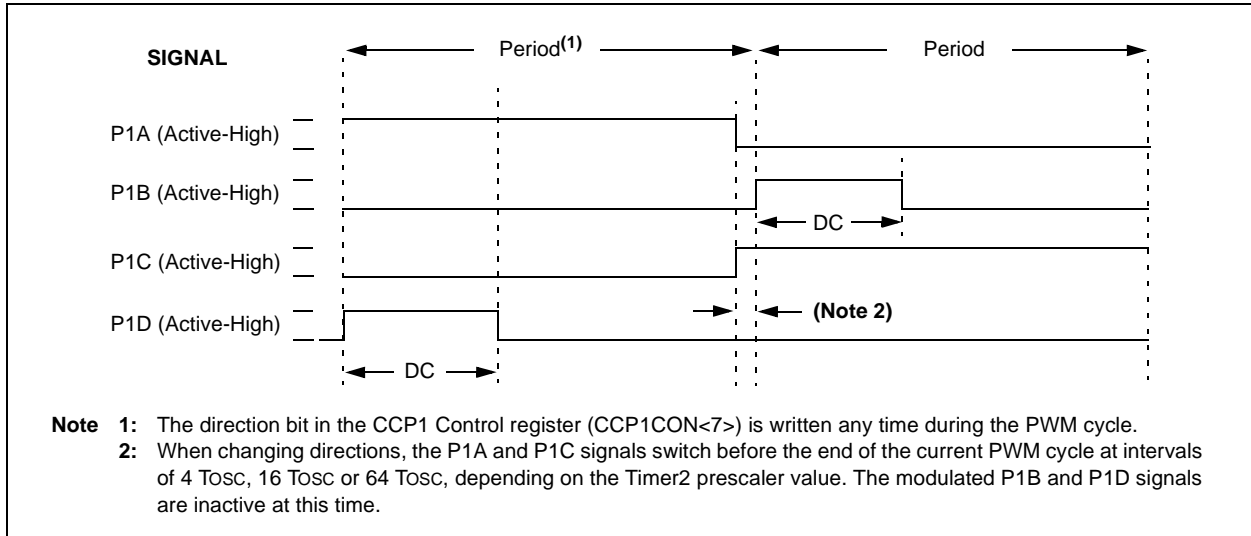 SIGNAL
Period(1)
Period
P1A (Active-High)
P1B (Active-High)
DC
P1C (Active-High)
P1D (Active-High)
(Note 2)
DC
Note 1: The direction bit in the CCP1 Control register (CCP1CON<7>) is written any time during the PWM cycle.
2: When changing directions, the P1A and P1C signals switch before the end of the current PWM cycle at intervals
of 4 TOSC, 16 TOSC or 64 TOSC, depending on the Timer2 prescaler value. The modulated P1B and P1D signals
are inactive at this time.